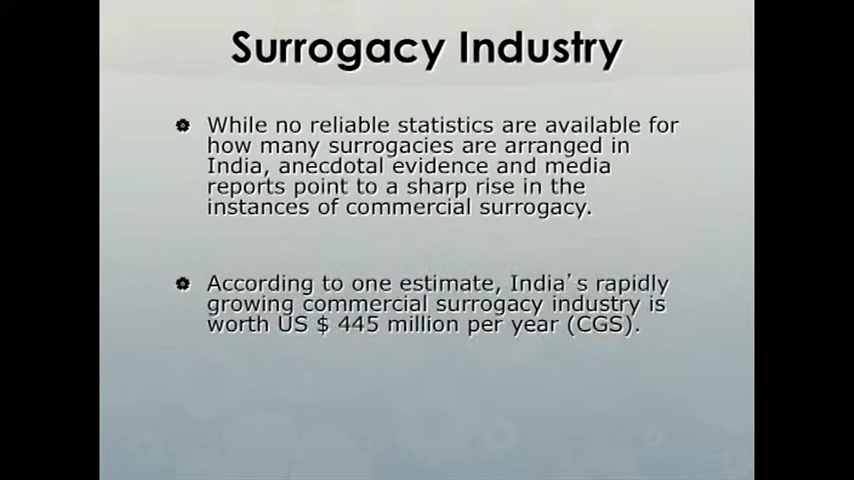 Surrogacy Industry
While no reliable statistics are available for
how many surrogacies are arranged in
India, anecdotal evidence and media
reports point to a sharp rise in the
instances of commercial surrogacy.
According to one estimate, India’s rapidly
growing commercial surrogacy industry is
worth US $ 445 million per year (CGS).